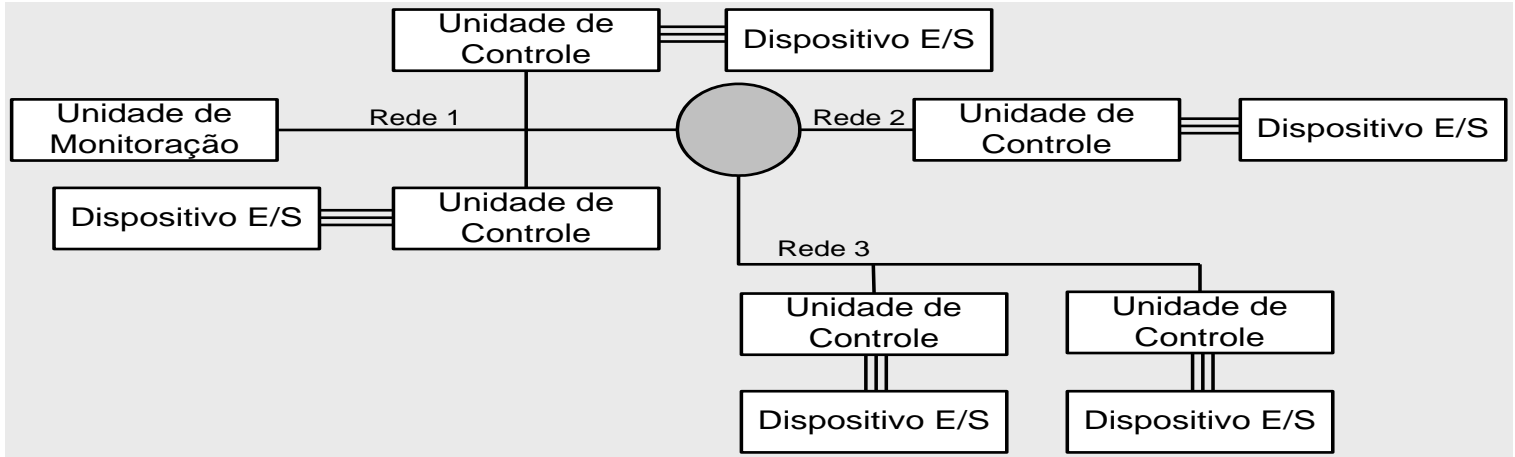 Unidade de
Controle
Dispositivo E/S
Unidade de
Monitoração
Rede 1
Rede 2
Unidade de
Controle
Dispositivo E/S
Dispositivo E/S
Unidade de
Controle
Rede 3
Unidade de
Controle
Unidade de
Controle
Dispositivo E/S
Dispositivo E/S